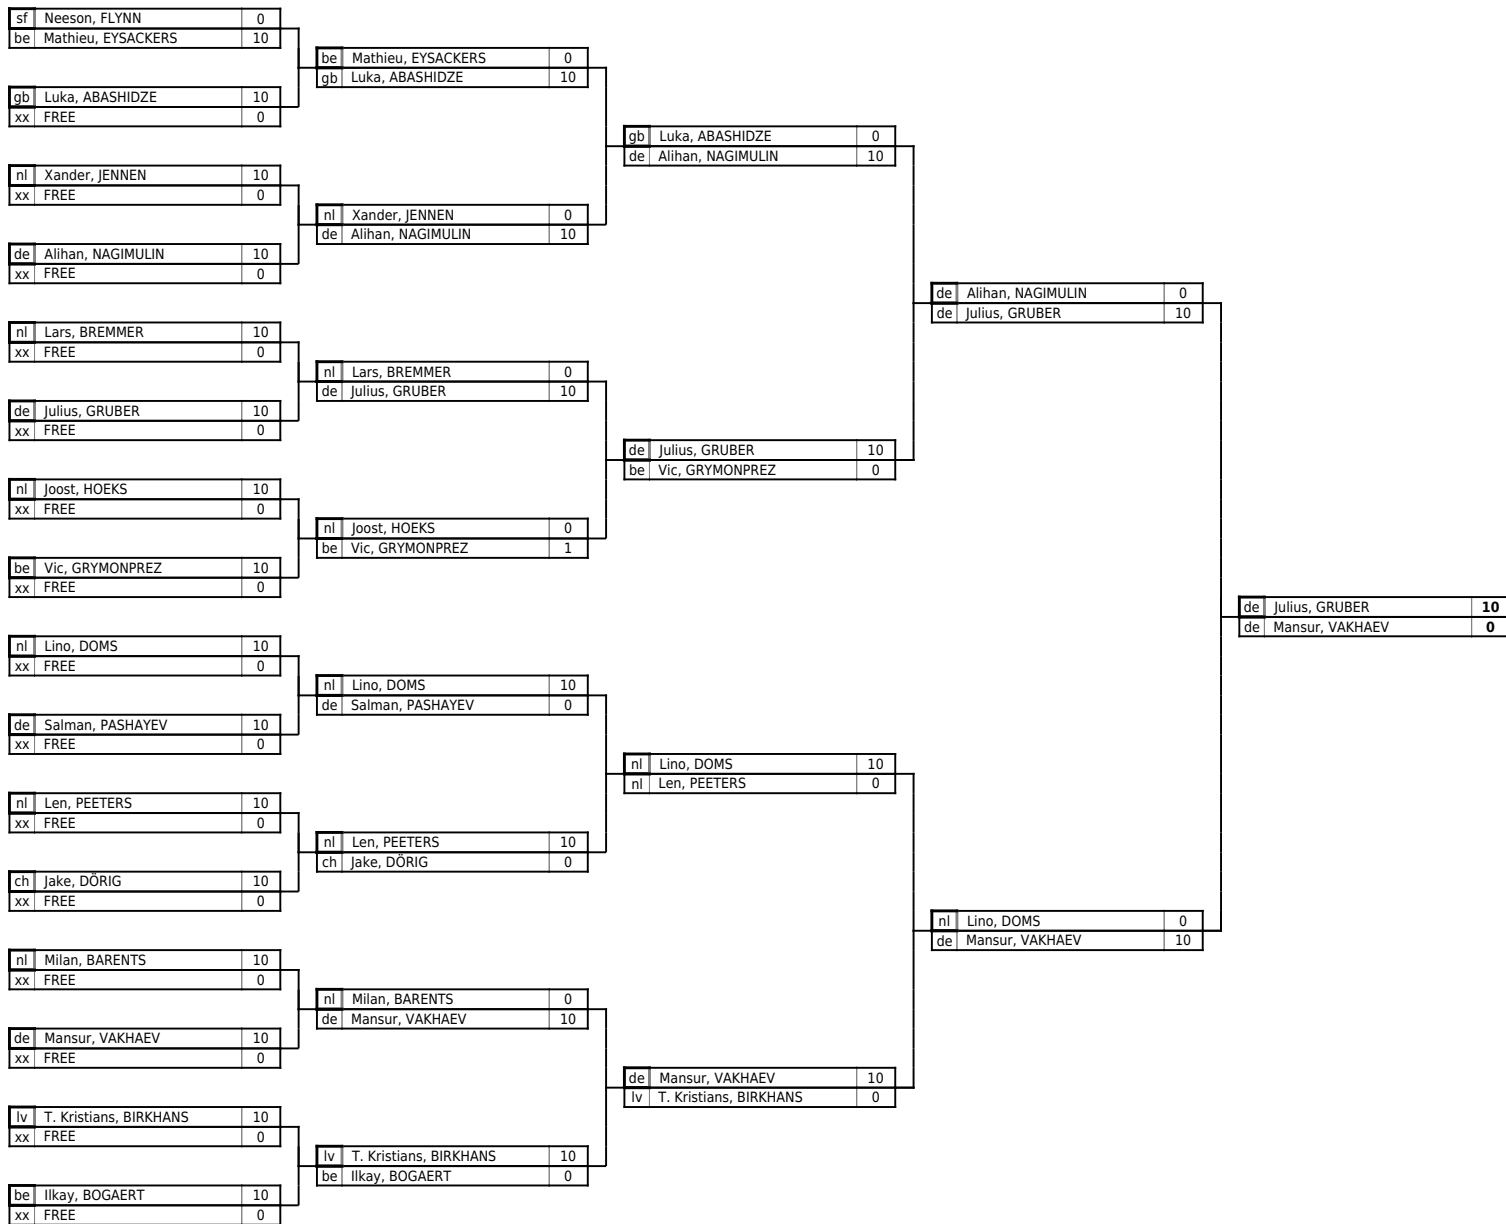 sf Neeson, FLYNN 0
be Mathieu, EYSACKERS 10
gb Luka, ABASHIDZE 10
xx FREE 0
nl Xander, JENNEN 10
xx FREE 0
de Alihan, NAGIMULIN 10
xx FREE 0
nl Lars, BREMMER 10
xx FREE 0
de Julius, GRUBER 10
xx FREE 0
nl Joost, HOEKS 10
xx FREE 0
be Vic, GRYMONPREZ 10
xx FREE 0
nl Lino, DOMS 10
xx FREE 0
de Salman, PASHAYEV 10
xx FREE 0
nl Len, PEETERS 10
xx FREE 0
ch Jake, DÖRIG 10
xx FREE 0
nl Milan, BARENTS 10
xx FREE 0
de Mansur, VAKHAEV 10
xx FREE 0
lv T. Kristians, BIRKHANS 10
xx FREE 0
be Ilkay, BOGAERT 10
xx FREE 0
be Mathieu, EYSACKERS 0
gb Luka, ABASHIDZE 10
nl Xander, JENNEN 0
de Alihan, NAGIMULIN 10
nl Lars, BREMMER 0
de Julius, GRUBER 10
nl Joost, HOEKS 0
be Vic, GRYMONPREZ 1
nl Lino, DOMS 10
de Salman, PASHAYEV 0
nl Len, PEETERS 10
ch Jake, DÖRIG 0
nl Milan, BARENTS 0
de Mansur, VAKHAEV 10
lv T. Kristians, BIRKHANS 10
be Ilkay, BOGAERT 0
gb Luka, ABASHIDZE 0
de Alihan, NAGIMULIN 10
de Julius, GRUBER 10
be Vic, GRYMONPREZ 0
nl Lino, DOMS 10
nl Len, PEETERS 0
de Mansur, VAKHAEV 10
lv T. Kristians, BIRKHANS 0
de Alihan, NAGIMULIN 0
de Julius, GRUBER 10
nl Lino, DOMS 0
de Mansur, VAKHAEV 10
de Julius, GRUBER 10
de Mansur, VAKHAEV 0